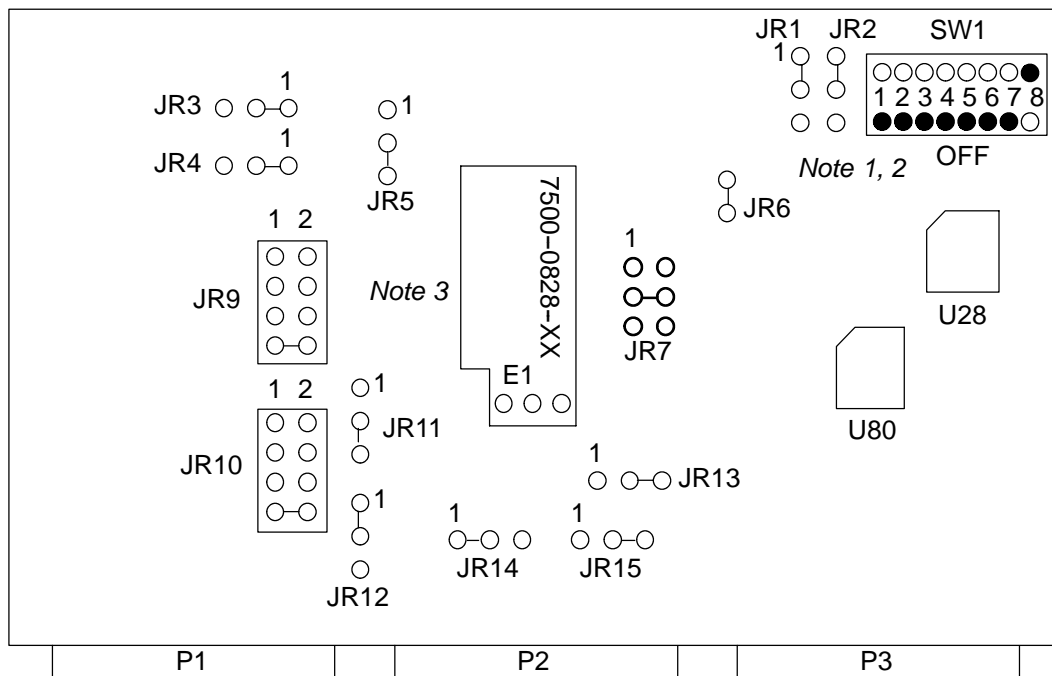 JR1 JR2 SW1
1
1 2 3 4 5 6 7 8
OFF
Note 1, 2
1
JR3
1
JR4
1
JR5
JR6
7500-0828-XX
1 2
JR9
Note 3
1
JR7
U28
E1
U80
1 2
JR10
1
JR11
1
JR13
1
JR12
1
JR14
1
JR15
P1 P2 P3